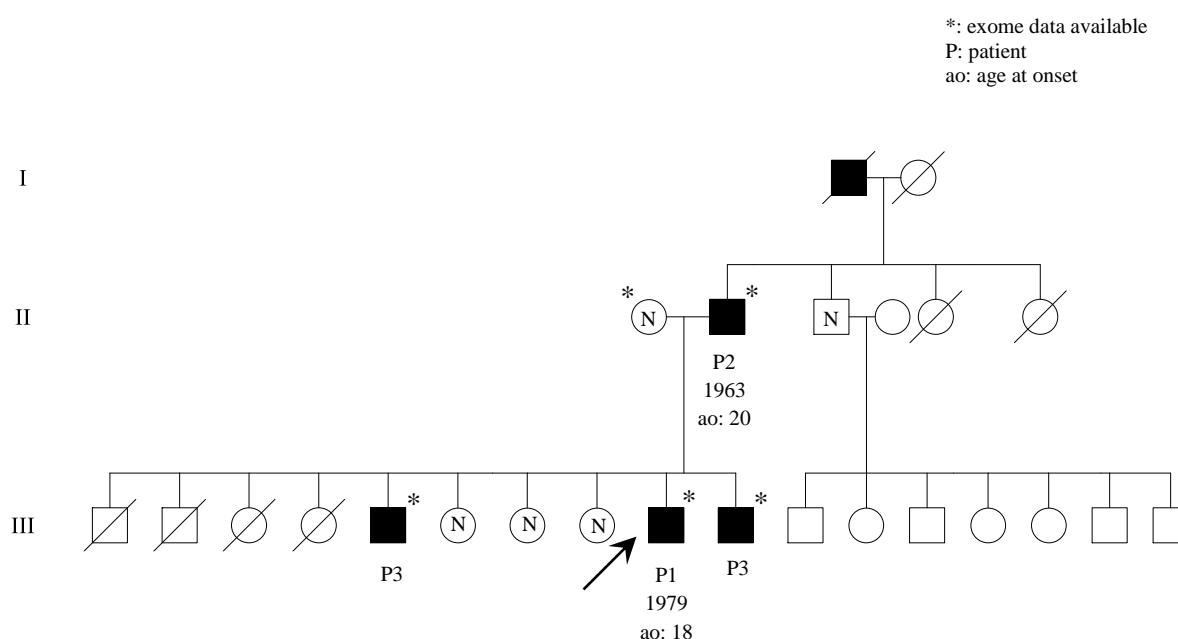 *: exome data available
P: patient
ao: age at onset
I
II
* N * N
P2
1963
ao: 20
III
* N N N * *
P3 P1 P3
1979
ao: 18